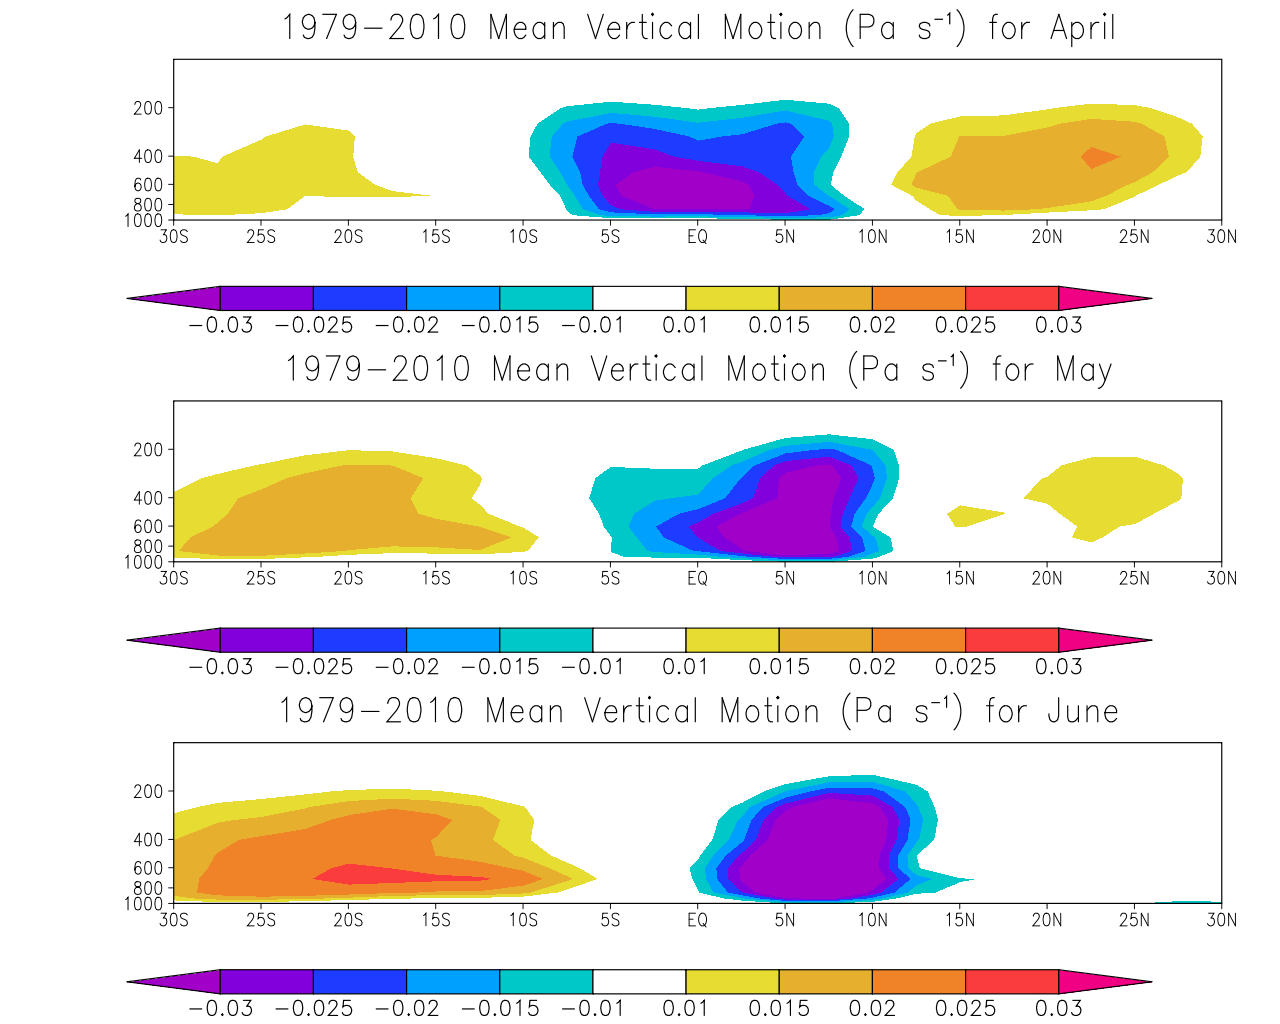 1979−2010 Mean Vertical Motion (Pa s⁻¹) for April
200
400
600
800
1000
30S 25S 20S 15S 10S 5S EQ 5N 10N 15N 20N 25N 30N
−0.03 −0.025 −0.02 −0.015 −0.01 0.01 0.015 0.02 0.025 0.03
1979−2010 Mean Vertical Motion (Pa s⁻¹) for May
200
400
600
800
1000
30S 25S 20S 15S 10S 5S EQ 5N 10N 15N 20N 25N 30N
−0.03 −0.025 −0.02 −0.015 −0.01 0.01 0.015 0.02 0.025 0.03
1979−2010 Mean Vertical Motion (Pa s⁻¹) for June
200
400
600
800
1000
30S 25S 20S 15S 10S 5S EQ 5N 10N 15N 20N 25N 30N
−0.03 −0.025 −0.02 −0.015 −0.01 0.01 0.015 0.02 0.025 0.03